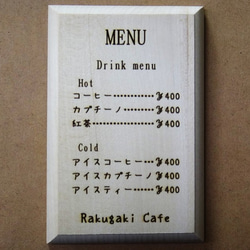 MENU
Drink menu
Hot
コーヒー・・・・・・・・・・・・¥400
カプチーノ・・・・・・・・・¥400
紅茶・・・・・・・・・・・・・・・¥400
Cold
アイスコーヒー・・・¥400
アイスカプチーノ¥400
アイスティー・・・・・・¥400
Rakugaki Cafe